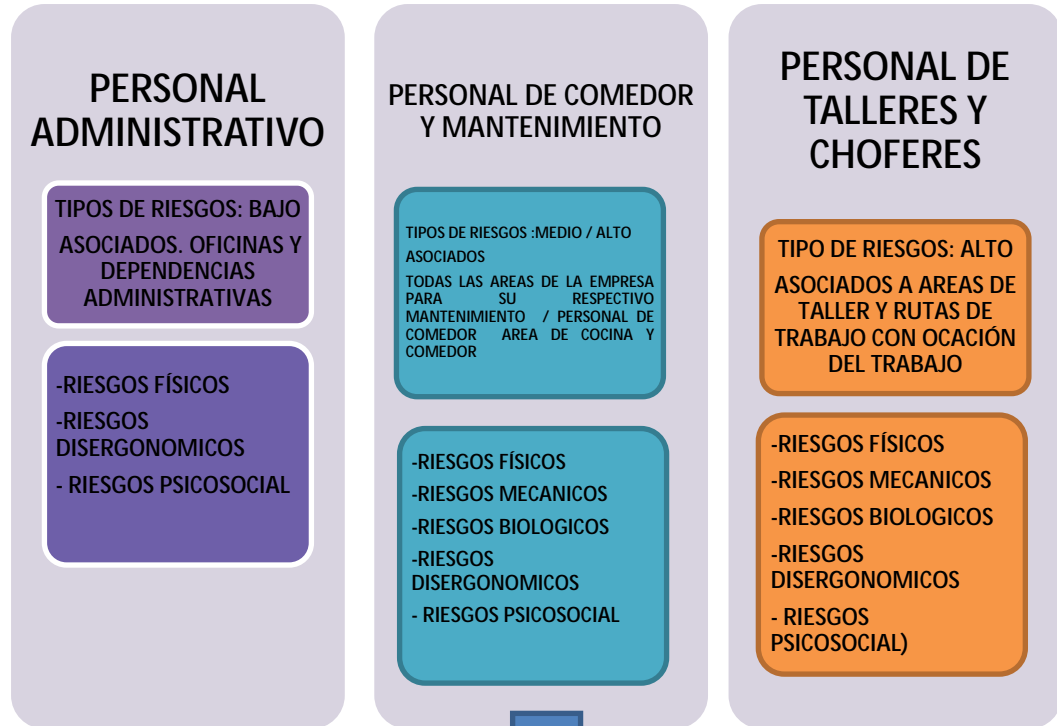 PERSONAL
ADMINISTRATIVO
TIPOS DE RIESGOS: BAJO
ASOCIADOS. OFICINAS Y
DEPENDENCIAS
ADMINISTRATIVAS
-RIESGOS FÍSICOS
-RIESGOS
DISERGONOMICOS
- RIESGOS PSICOSOCIAL
PERSONAL DE COMEDOR
Y MANTENIMIENTO
TIPOS DE RIESGOS :MEDIO / ALTO
ASOCIADOS
TODAS LAS AREAS DE LA EMPRESA
PARA SU RESPECTIVO
MANTENIMIENTO / PERSONAL DE
COMEDOR AREA DE COCINA Y
COMEDOR
-RIESGOS FÍSICOS
-RIESGOS MECANICOS
-RIESGOS BIOLOGICOS
-RIESGOS
DISERGONOMICOS
- RIESGOS PSICOSOCIAL
PERSONAL DE
TALLERES Y
CHOFERES
TIPO DE RIESGOS: ALTO
ASOCIADOS A AREAS DE
TALLER Y RUTAS DE
TRABAJO CON OCACIÓN
DEL TRABAJO
-RIESGOS FÍSICOS
-RIESGOS MECANICOS
-RIESGOS BIOLOGICOS
-RIESGOS
DISERGONOMICOS
- RIESGOS
PSICOSOCIAL)